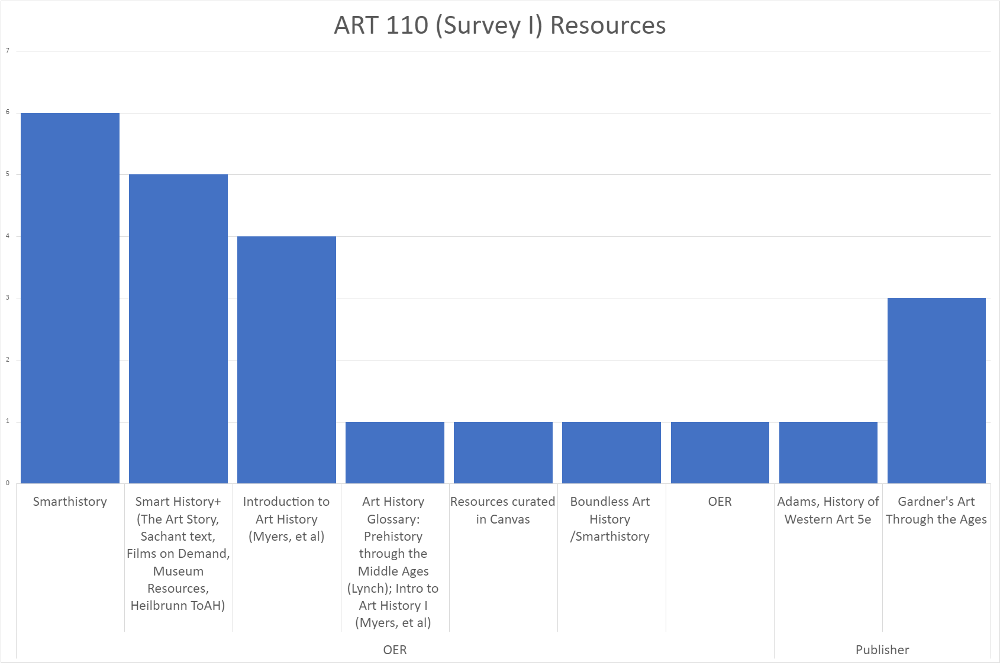 ART 110 (Survey I) Resources
7
6
5
4
3
2
1
0
Smarthistory
Smart History+
(The Art Story,
Sachant text,
Films on Demand,
Museum
Resources,
Heilbrunn ToAH)
Introduction to
Art History
(Myers, et al)
Art History
Glossary:
Prehistory
through the
Middle Ages
(Lynch); Intro to
Art History I
(Myers, et al)
Resources curated
in Canvas
Boundless Art
History
/Smarthistory
OER
Adams, History of
Western Art 5e
Gardner's Art
Through the Ages
OER
Publisher